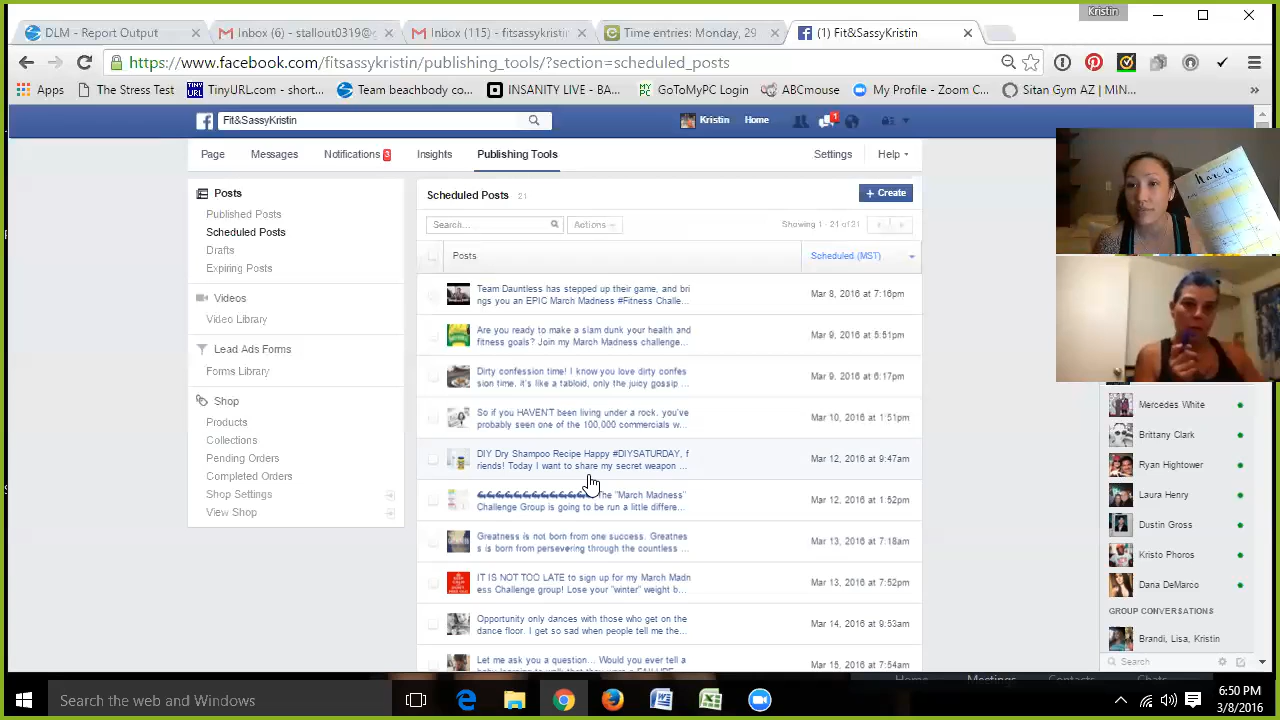 Kristin
DLM - Report Output
Inbox (6) - stallout0319@
Inbox (115) - fitsassykristin
Time entries: Monday, 29
(1) Fit&SassyKristin
https://www.facebook.com/fitsassykristin/publishing_tools/?section=scheduled_posts
Apps
The Stress Test
TinyURL.com - short...
Team beachbody co...
INSANITY LIVE - BA...
GoToMyPC Login
ABCmouse
My Profile - Zoom C...
Sitan Gym AZ | MIN...
»
Fit&SassyKristin
Kristin
Home
1
Page
Messages
Notifications 3
Insights
Publishing Tools
Settings
Help
March
Posts
Published Posts
Scheduled Posts
Drafts
Expiring Posts
Videos
Video Library
Lead Ads Forms
Forms Library
Shop
Products
Collections
Pending Orders
Completed Orders
Shop Settings
View Shop
Scheduled Posts 21
+ Create
Search...
Actions
Showing 1 - 21 of 21
Posts
Scheduled (MST)
Team Dauntless has stepped up their game, and bri
ngs you an EPIC March Madness #Fitness Challe...
Mar 8, 2016 at 7:16pm
Are you ready to make a slam dunk your health and
fitness goals? Join my March Madness challenge...
Mar 9, 2016 at 5:51pm
Dirty confession time! I know you love dirty confes
sion time, it's like a tabloid, only the juicy gossip ...
Mar 9, 2016 at 6:17pm
So if you HAVEN'T been living under a rock, you've
probably seen one of the 100,000 commercials w...
Mar 10, 2016 at 1:51pm
DIY Dry Shampoo Recipe Happy #DIYSATURDAY, f
riends! Today I want to share my secret weapon ...
Mar 12, 2016 at 9:47am
The "March Madness"
Challenge Group is going to be run a little differe...
Mar 12, 2016 at 1:52pm
Greatness is not born from one success. Greatnes
s is born from persevering through the countless ...
Mar 13, 2016 at 7:18am
IT IS NOT TOO LATE to sign up for my March Madn
ess Challenge group! Lose your "winter" weight b...
Mar 13, 2016 at 7:52pm
Opportunity only dances with those who get on the
dance floor. I get so sad when people tell me the...
Mar 14, 2016 at 9:53am
Let me ask you a question... Would you ever tell a
Mar 15, 2016 at 7:54am
Mercedes White
Brittany Clark
Ryan Hightower
Laura Henry
Dustin Gross
Kristo Phoros
Dana DeMarco
GROUP CONVERSATIONS
Brandi, Lisa, Kristin
Search
Home
Meetings
Contacts
Chats
Search the web and Windows
6:50 PM
3/8/2016